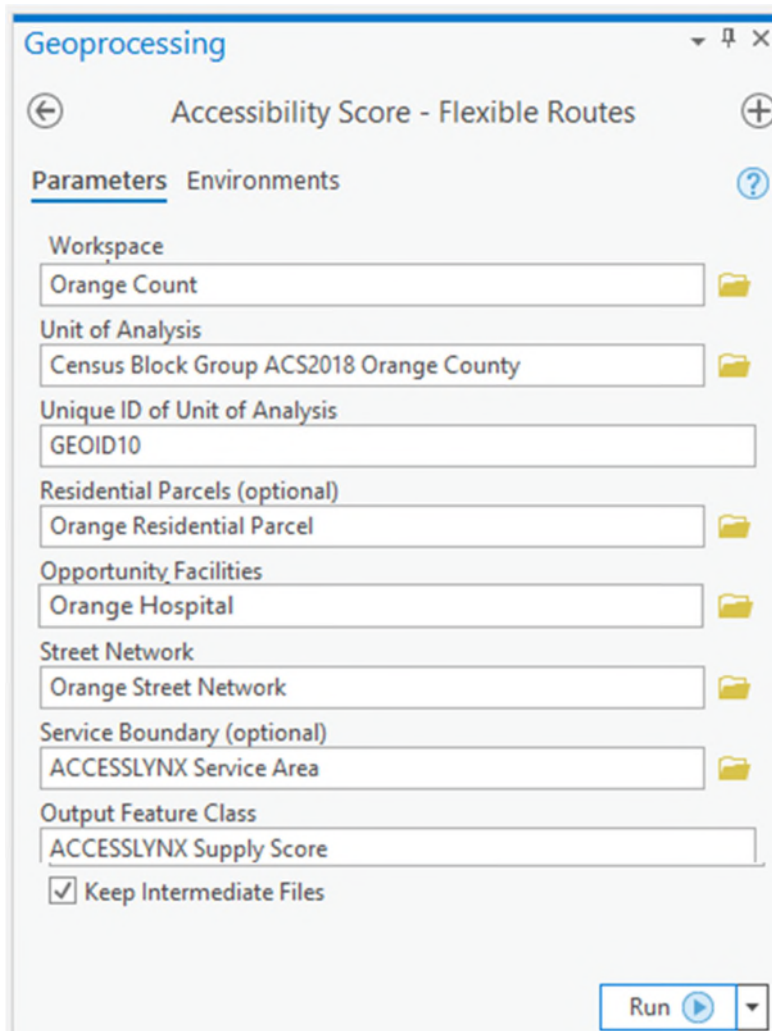 Geoprocessing
Accessibility Score - Flexible Routes
Parameters Environments
Workspace
Orange Count
Unit of Analysis
Census Block Group ACS2018 Orange County
Unique ID of Unit of Analysis
GEOID10
Residential Parcels (optional)
Orange Residential Parcel
Opportunity Facilities
Orange Hospital
Street Network
Orange Street Network
Service Boundary (optional)
ACCESSLYNX Service Area
Output Feature Class
ACCESSLYNX Supply Score
Keep Intermediate Files
Run